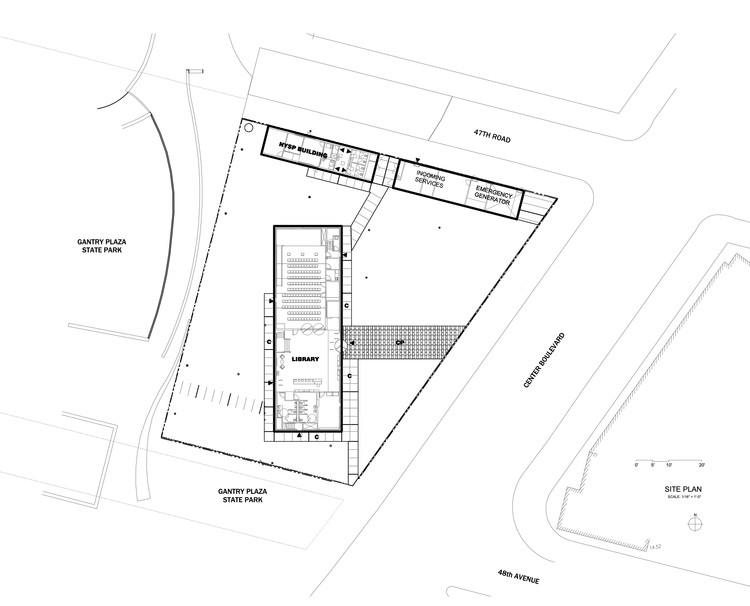 47TH ROAD
NYSP BUILDING
INCOMING
SERVICES
EMERGENCY
GENERATOR
GANTRY PLAZA
STATE PARK
C
C
CP
LIBRARY
C
C
CENTER BOULEVARD
GANTRY PLAZA
STATE PARK
0' 5' 10' 20'
SITE PLAN
SCALE: 1/16" = 1'-0"
N
48th AVENUE